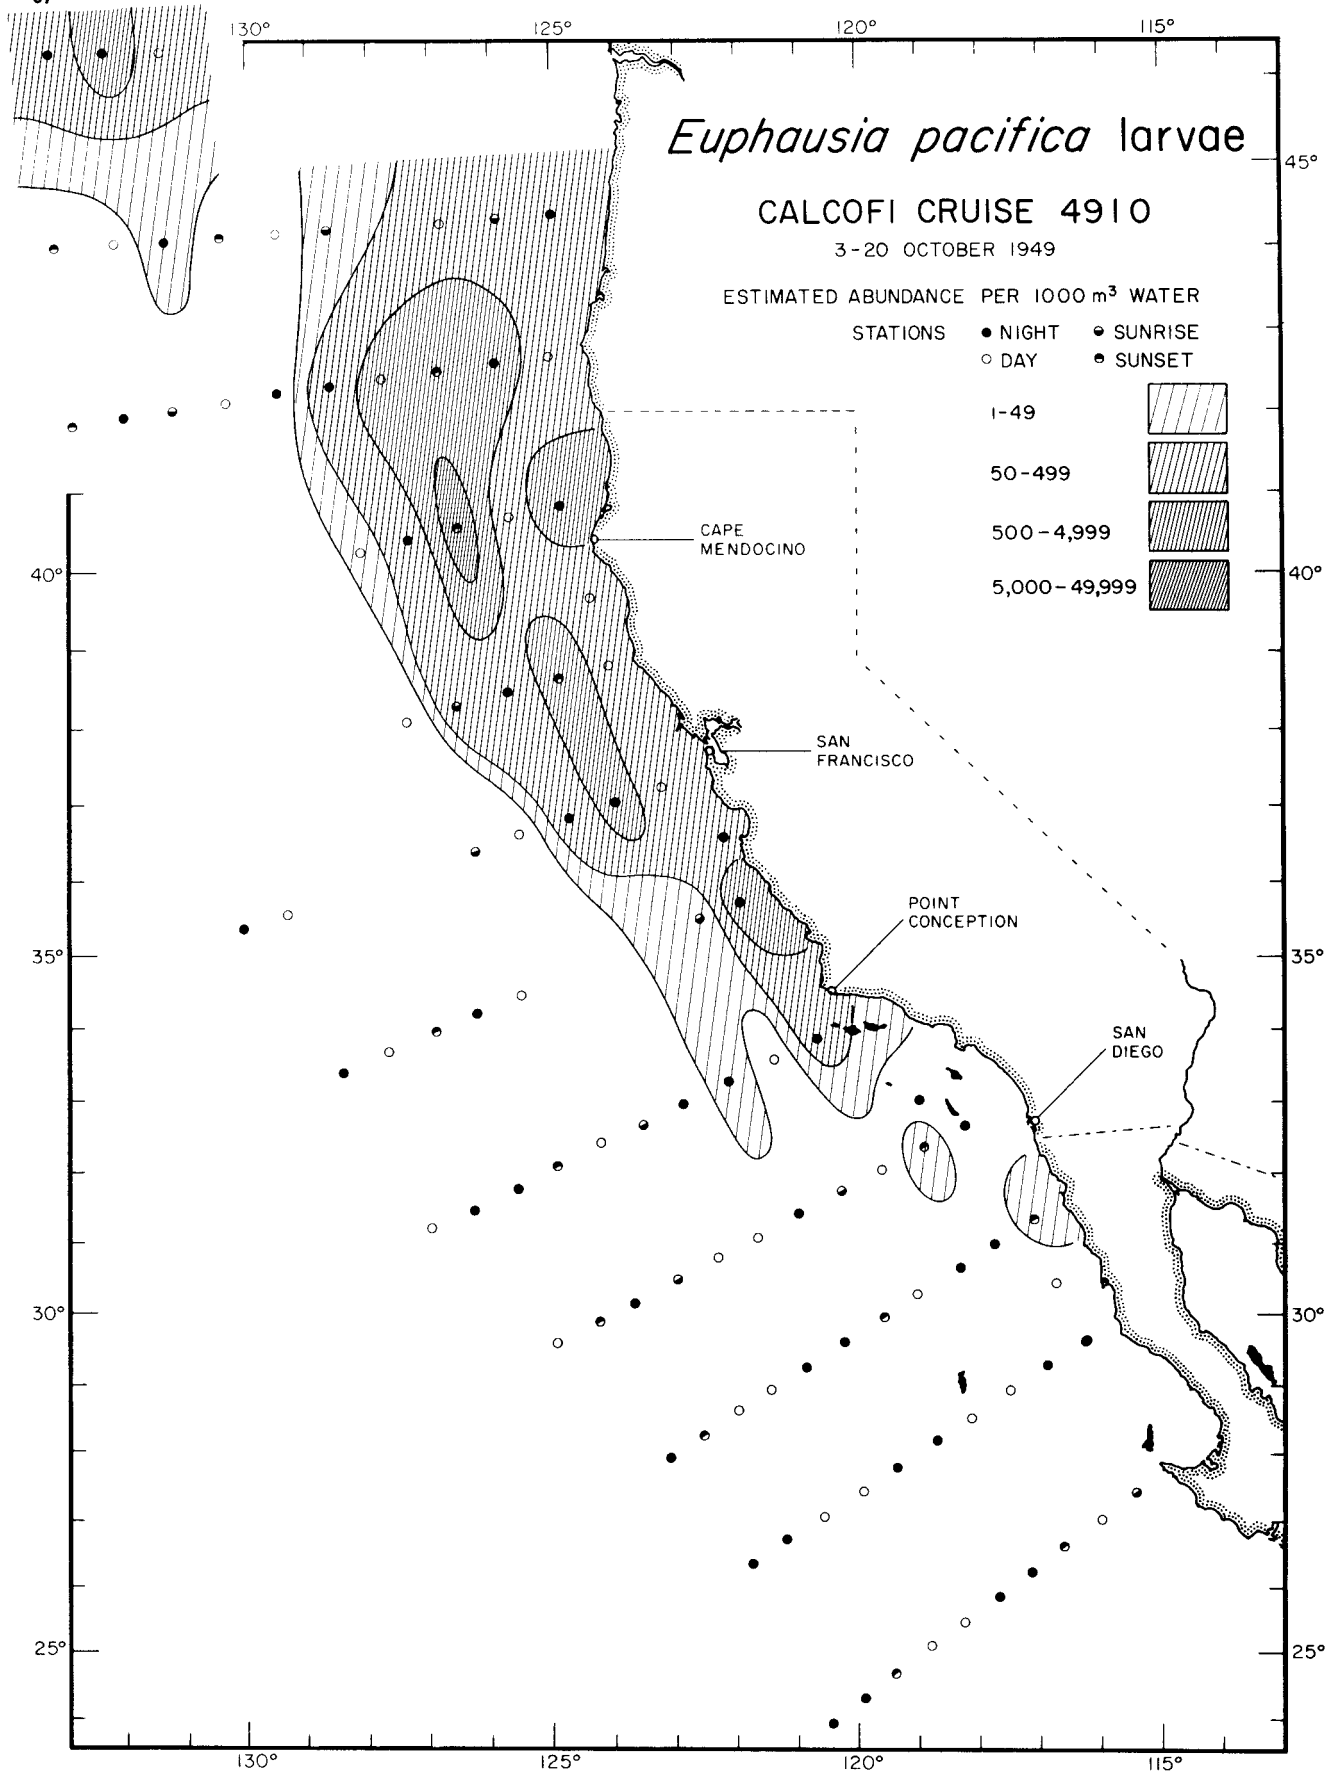 130° 125° 120° 115°
Euphausia pacifica larvae
45°
CALCOFI CRUISE 4910
3-20 OCTOBER 1949
ESTIMATED ABUNDANCE PER 1000 m³ WATER
STATIONS ● NIGHT ◓ SUNRISE
○ DAY ◓ SUNSET
1-49
50-499
500-4,999
5,000-49,999
CAPE
MENDOCINO
40° 40°
SAN
FRANCISCO
POINT
CONCEPTION
35° 35°
SAN
DIEGO
30° 30°
25° 25°
130° 125° 120° 115°